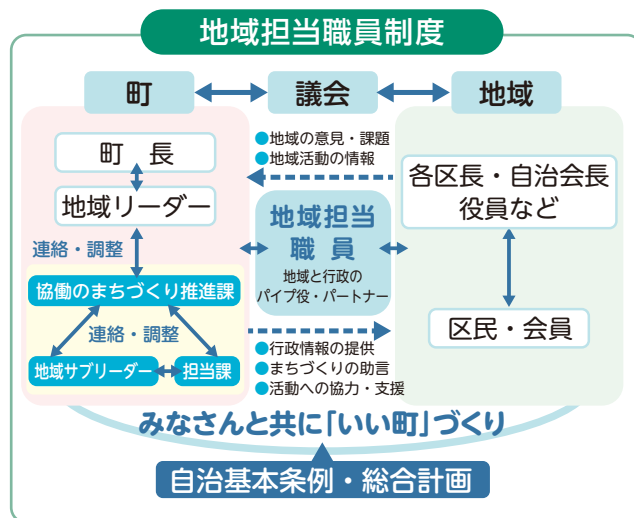 地域担当職員制度
町
議会
地域
町 長
地域リーダー
連絡・調整
協働のまちづくり推進課
連絡・調整
地域サブリーダー
担当課
●地域の意見・課題
●地域活動の情報
地域担当
職 員
地域と行政の
パイプ役・パートナー
●行政情報の提供
●まちづくりの助言
●活動への協力・支援
各区長・自治会長
役員など
区民・会員
みなさんと共に「いい町」づくり
自治基本条例・総合計画